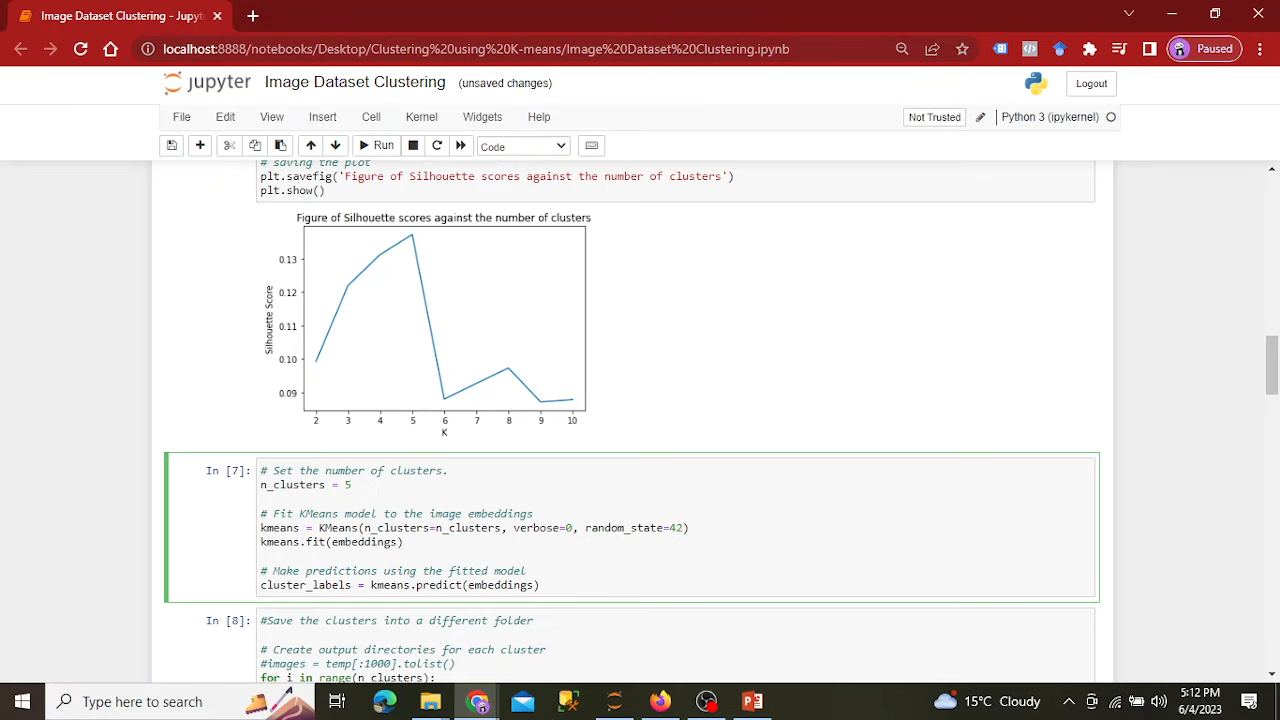 Image Dataset Clustering - Jupyt
localhost:8888/notebooks/Desktop/Clustering%20using%20K-means/Image%20Dataset%20Clustering.ipynb
Paused
jupyter Image Dataset Clustering (unsaved changes)
Logout
File Edit View Insert Cell Kernel Widgets Help
Not Trusted
Python 3 (ipykernel)
Run
Code
# saving the plot
plt.savefig('Figure of Silhouette scores against the number of clusters')
plt.show()
Figure of Silhouette scores against the number of clusters
0.13
0.12
0.11
0.10
0.09
Silhouette Score
2 3 4 5 6 7 8 9 10
K
In [7]:
# Set the number of clusters.
n_clusters = 5
# Fit KMeans model to the image embeddings
kmeans = KMeans(n_clusters=n_clusters, verbose=0, random_state=42)
kmeans.fit(embeddings)
# Make predictions using the fitted model
cluster_labels = kmeans.predict(embeddings)
In [8]:
#Save the clusters into a different folder
# Create output directories for each cluster
#images = temp[:1000].tolist()
for i in range(n_clusters):
Type here to search
15°C Cloudy
5:12 PM
6/4/2023